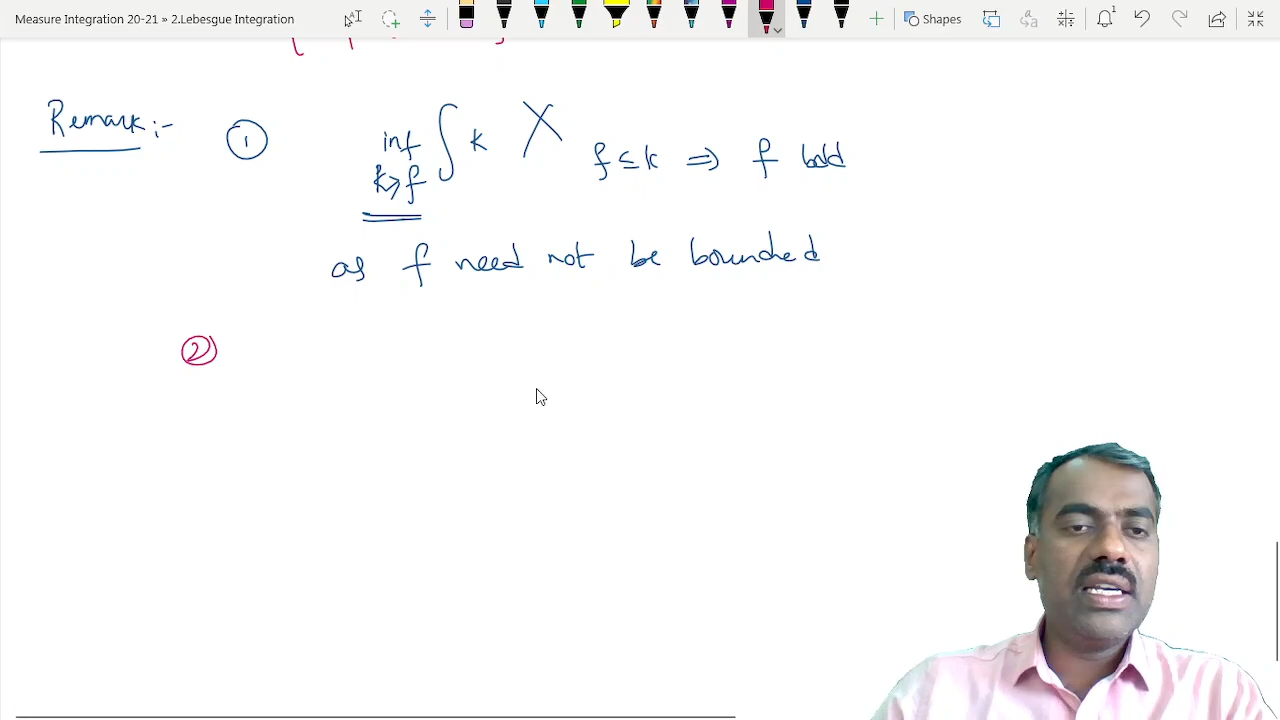 Measure Integration 20-21 » 2.Lebesgue Integration
Shapes
Remark :-
① inf ∫ k X f ≤ k ⇒ f bdd
k ≥ f
as f need not be bounded
②